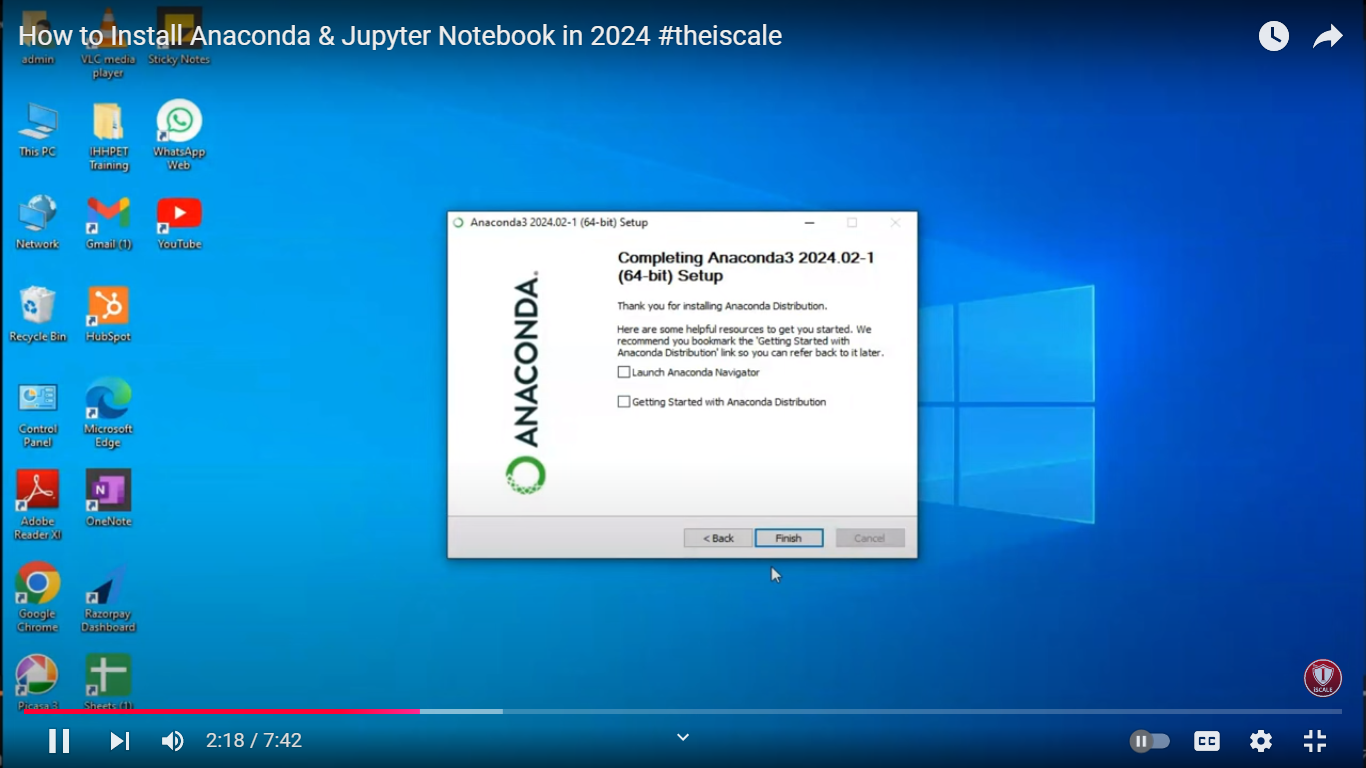 How to Install Anaconda & Jupyter Notebook in 2024 #theiscale
admin
VLC media
player
Sticky Notes
This PC
IHHPET
Training
WhatsApp
Web
Network
Gmail (1)
YouTube
Recycle Bin
HubSpot
Control
Panel
Microsoft
Edge
Adobe
Reader XI
OneNote
Google
Chrome
Razorpay
Dashboard
Picasa 3
Sheets (1)
Anaconda3 2024.02-1 (64-bit) Setup
ANACONDA.
Completing Anaconda3 2024.02-1
(64-bit) Setup
Thank you for installing Anaconda Distribution.
Here are some helpful resources to get you started. We
recommend you bookmark the 'Getting Started with
Anaconda Distribution' link so you can refer back to it later.
Launch Anaconda Navigator
Getting Started with Anaconda Distribution
< Back
Finish
Cancel
iSCALE
2:18 / 7:42
CC